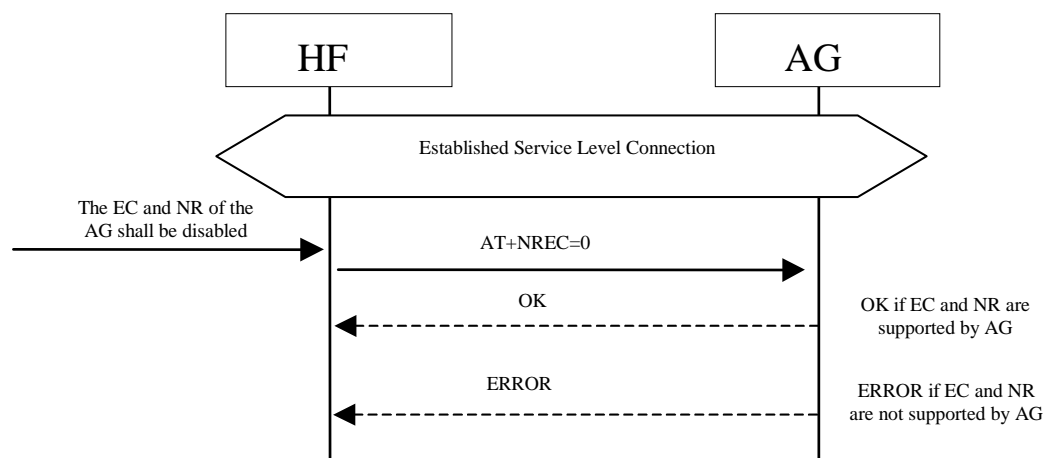 HF
AG
Established Service Level Connection
The EC and NR of the
AG shall be disabled
AT+NREC=0
OK
OK if EC and NR are
supported by AG
ERROR
ERROR if EC and NR
are not supported by AG